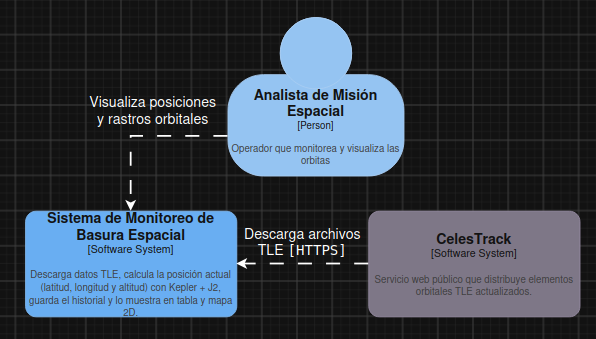 Analista de Misión
Espacial
[Person]
Operador que monitorea y visualiza las
orbitas
Visualiza posiciones
y rastros orbitales
Sistema de Monitoreo de
Basura Espacial
[Software System]
Descarga datos TLE, calcula la posición actual
(latitud, longitud y altitud) con Kepler + J2,
guarda el historial y lo muestra en tabla y mapa
2D.
Descarga archivos
TLE [HTTPS]
CelesTrack
[Software System]
Servicio web público que distribuye elementos
orbitales TLE actualizados.